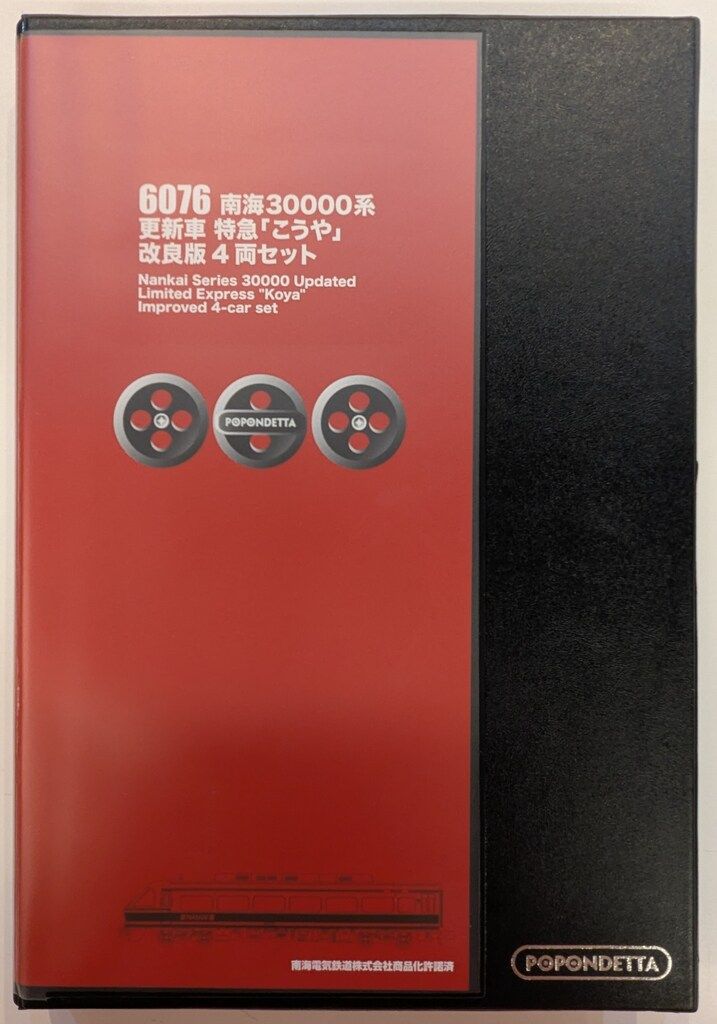 6076 南海30000系
更新車 特急「こうや」
改良版4両セット
Nankai Series 30000 Updated
Limited Express "Koya"
Improved 4-car set
POPONDETTA
南海電気鉄道株式会社商品化許諾済
POPONDETTA